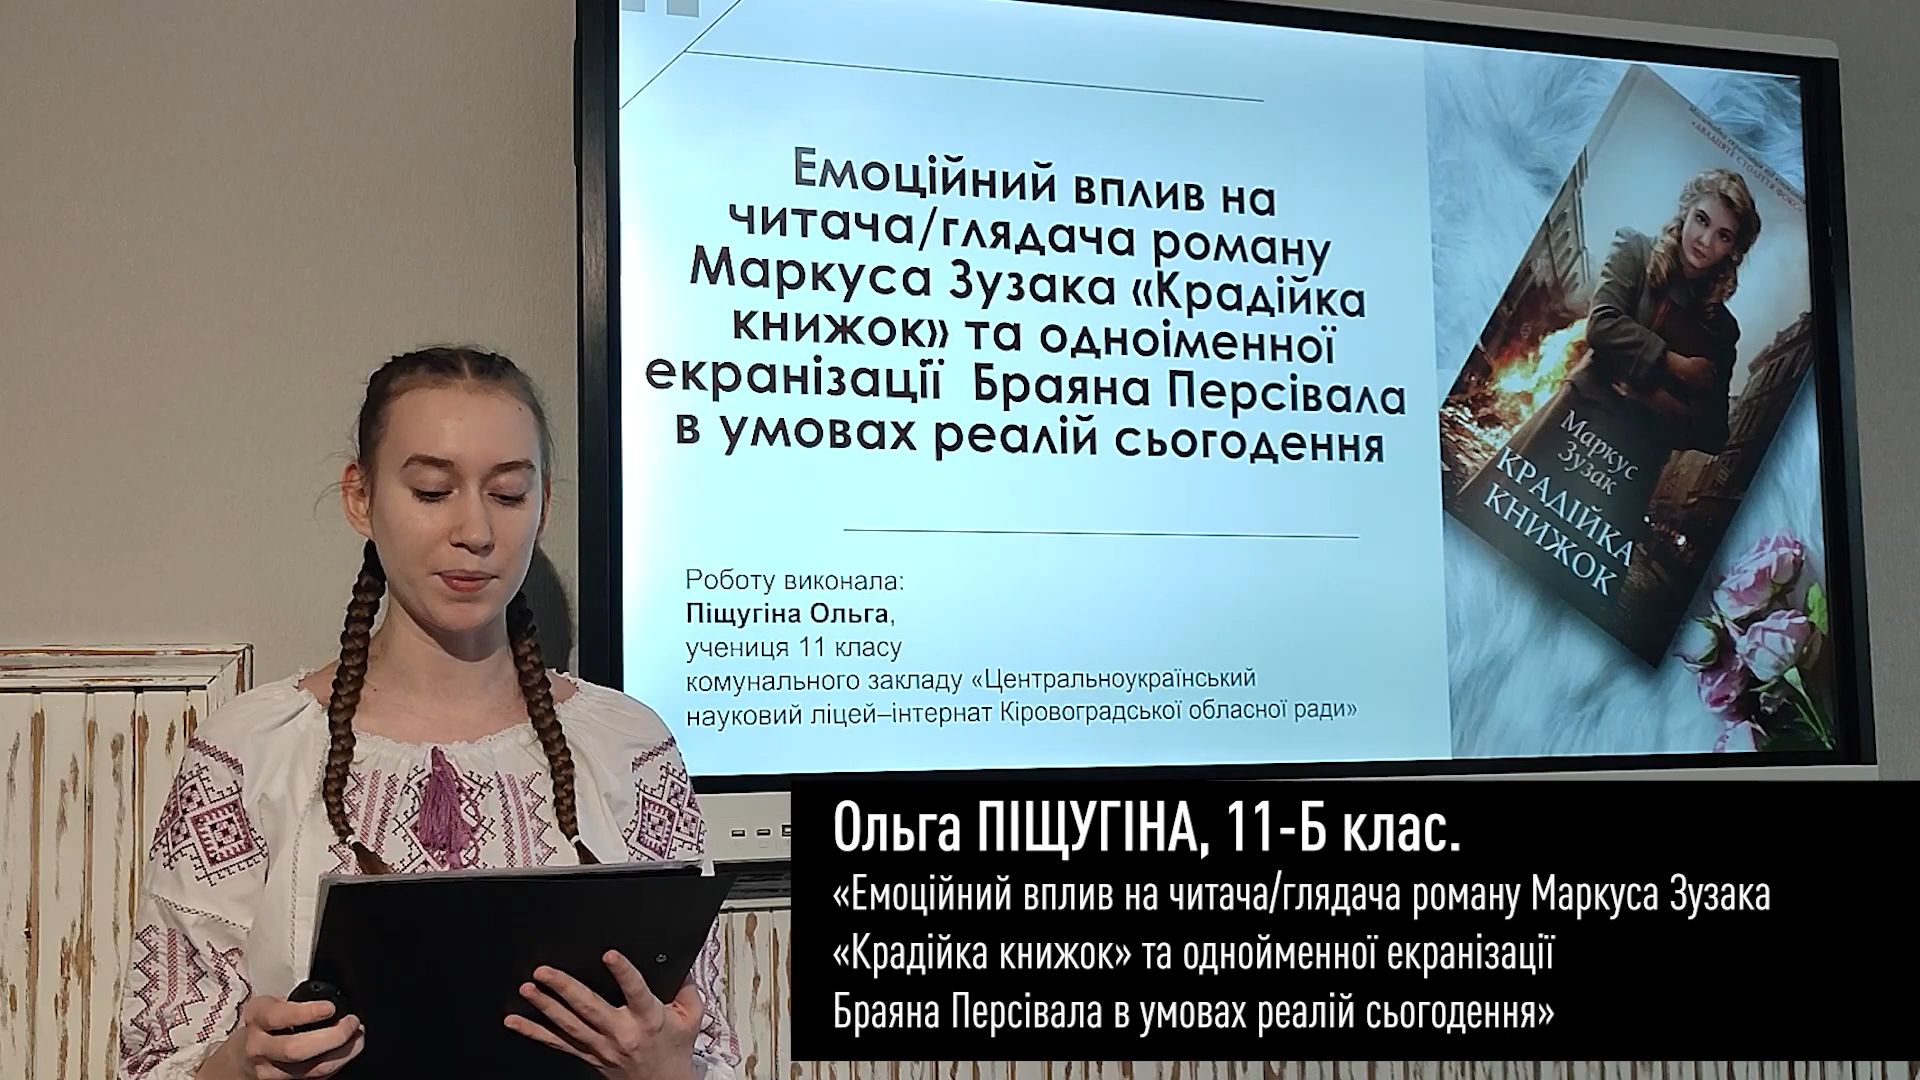 Емоційний вплив на
читача/глядача роману
Маркуса Зузака «Крадійка
книжок» та одноіменної
екранізації Браяна Персівала
в умовах реалій сьогодення
Роботу виконала:
Піщугіна Ольга,
учениця 11 класу
комунального закладу «Центральноукраїнський
науковий ліцей–інтернат Кіровоградської обласної ради»
Маркус
Зузак
КРАДІЙКА
КНИЖОК
Ольга ПІЩУГІНА, 11-Б клас.
«Емоційний вплив на читача/глядача роману Маркуса Зузака
«Крадійка книжок» та однойменної екранізації
Браяна Персівала в умовах реалій сьогодення»